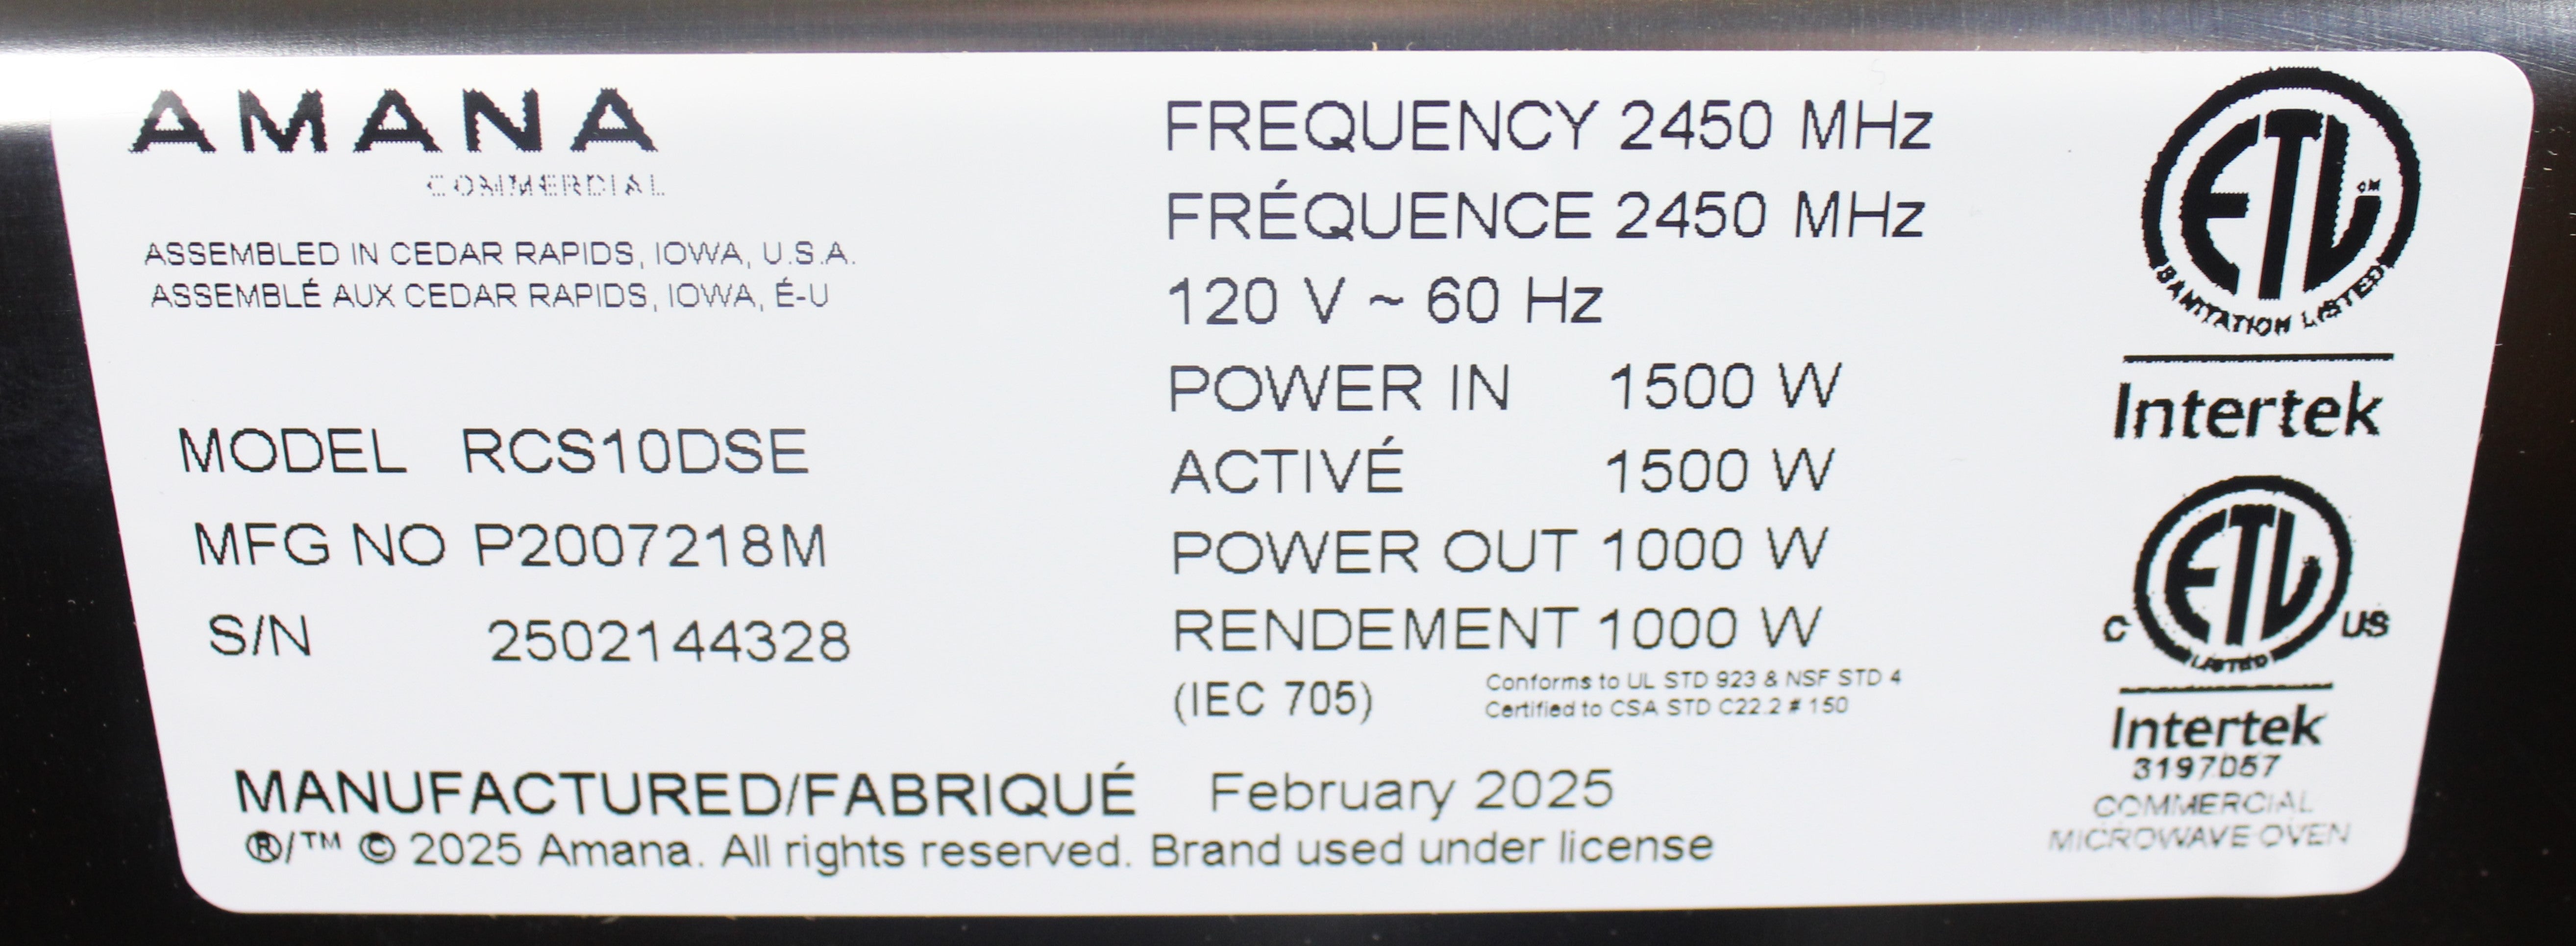 AMANA
COMMERCIAL
ASSEMBLED IN CEDAR RAPIDS, IOWA, U.S.A.
ASSEMBLÉ AUX CEDAR RAPIDS, IOWA, É-U
MODEL RCS10DSE
MFG NO P2007218M
S/N 2502144328
FREQUENCY 2450 MHz
FRÉQUENCE 2450 MHz
120 V ~ 60 Hz
POWER IN 1500 W
ACTIVÉ 1500 W
POWER OUT 1000 W
RENDEMENT 1000 W
(IEC 705)
Conforms to UL STD 923 & NSF STD 4
Certified to CSA STD C22.2 # 150
MANUFACTURED/FABRIQUÉ February 2025
®/™ © 2025 Amana. All rights reserved. Brand used under license
ETL CM
SANITATION LISTED
Intertek
ETL
C US
LISTED
Intertek
3197057
COMMERCIAL
MICROWAVE OVEN